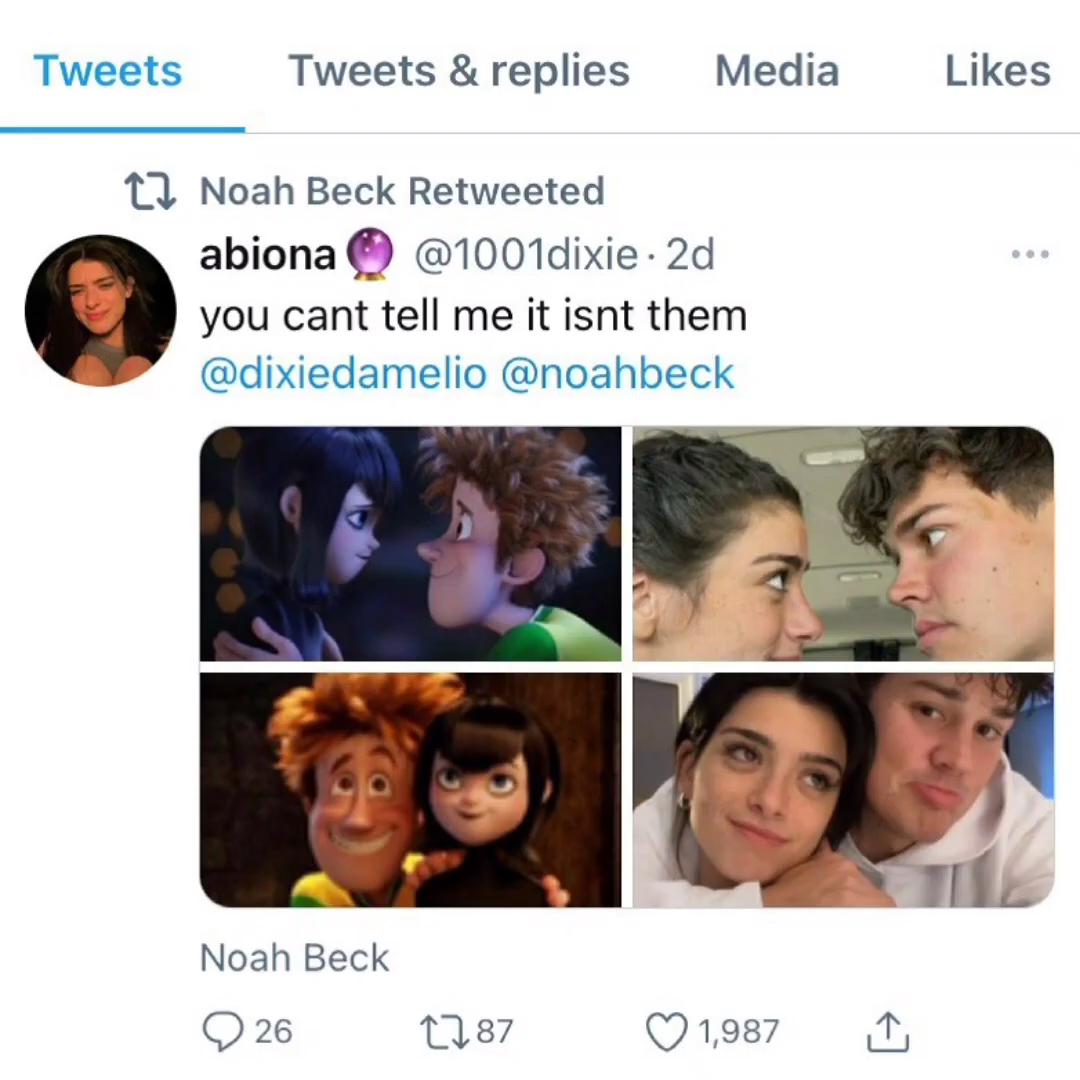 Tweets Tweets & replies Media Likes
Noah Beck Retweeted
abiona🔮 @1001dixie · 2d
you cant tell me it isnt them
@dixiedamelio @noahbeck
Noah Beck
26 87 1,987